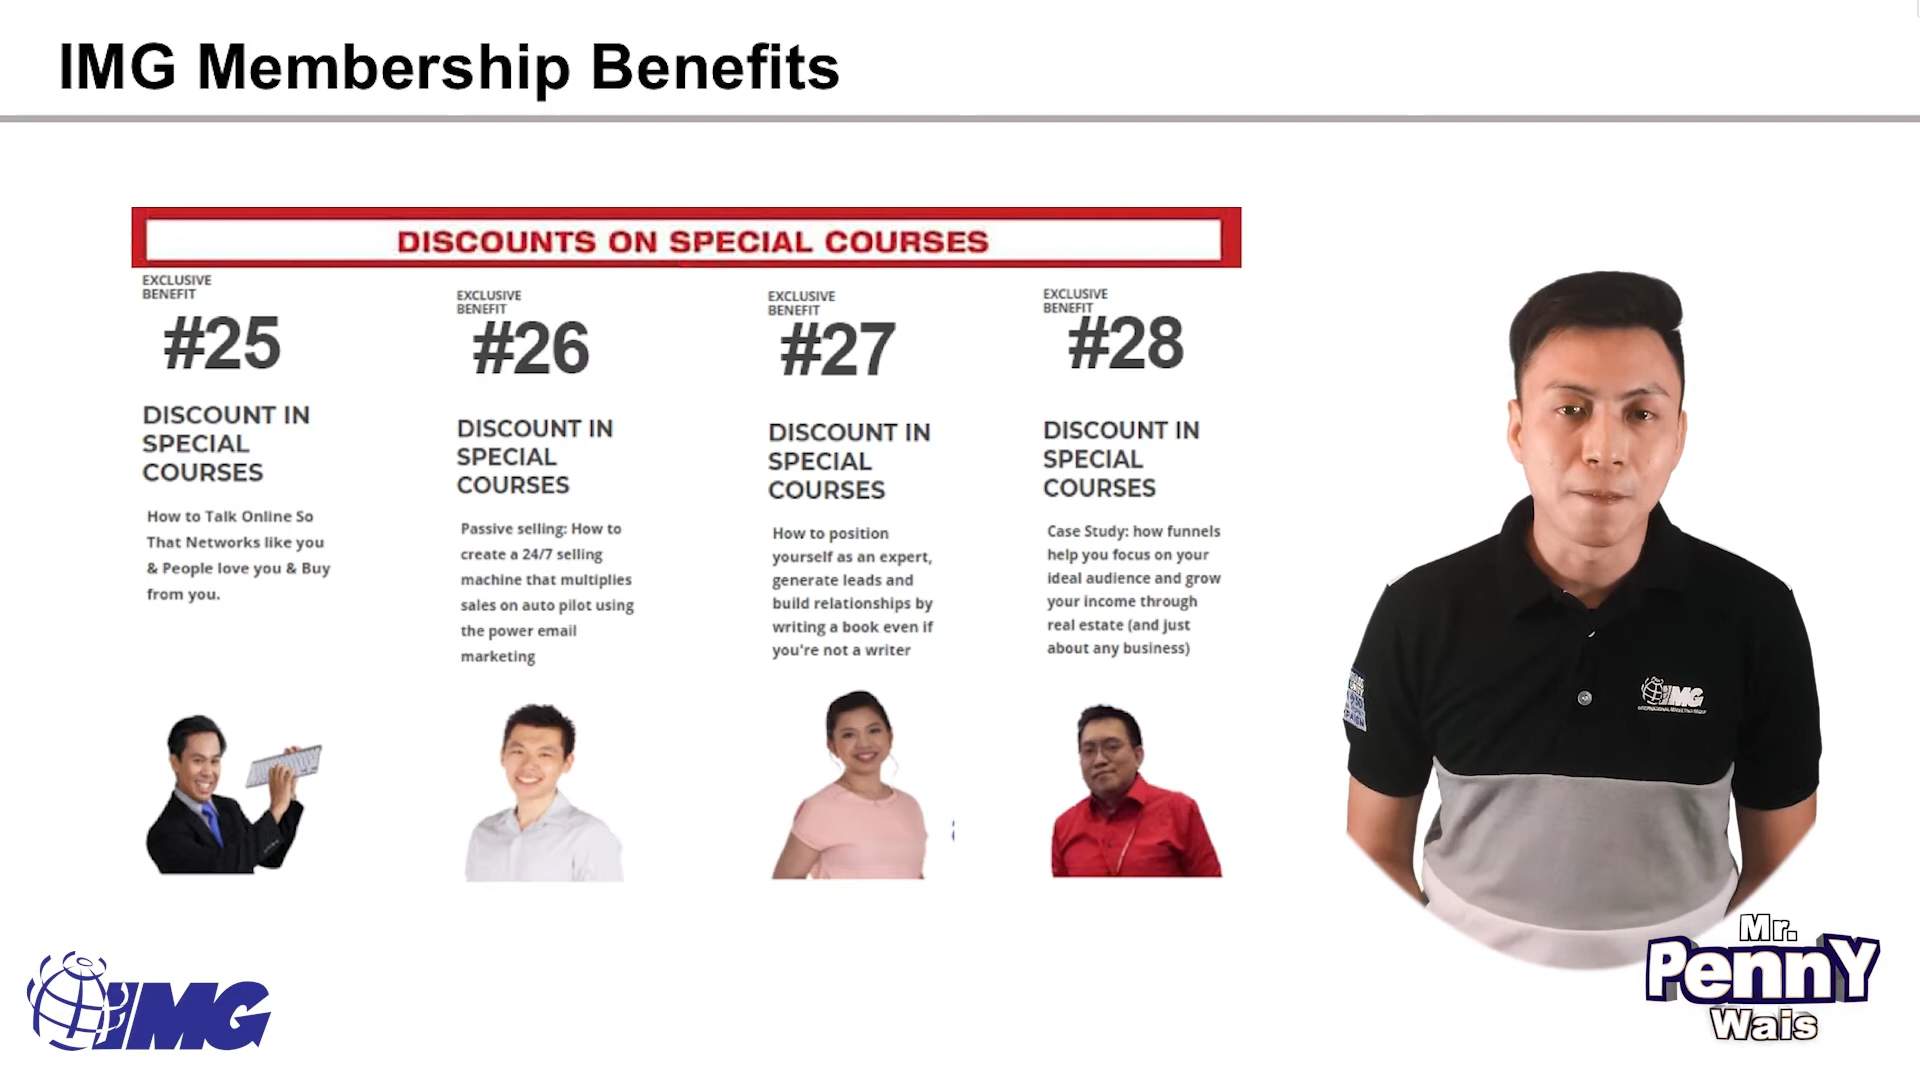 IMG Membership Benefits
DISCOUNTS ON SPECIAL COURSES
EXCLUSIVE
BENEFIT
#25
DISCOUNT IN
SPECIAL
COURSES
How to Talk Online So
That Networks like you
& People love you & Buy
from you.
EXCLUSIVE
BENEFIT
#26
DISCOUNT IN
SPECIAL
COURSES
Passive selling: How to
create a 24/7 selling
machine that multiplies
sales on auto pilot using
the power email
marketing
EXCLUSIVE
BENEFIT
#27
DISCOUNT IN
SPECIAL
COURSES
How to position
yourself as an expert,
generate leads and
build relationships by
writing a book even if
you're not a writer
EXCLUSIVE
BENEFIT
#28
DISCOUNT IN
SPECIAL
COURSES
Case Study: how funnels
help you focus on your
ideal audience and grow
your income through
real estate (and just
about any business)
IMG
INTERNATIONAL MARKETING GROUP
IMG
Mr.
PennY
Wais